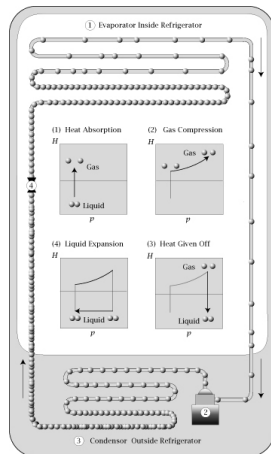 ① Evaporator Inside Refrigerator
(1) Heat Absorption
H
Gas
Liquid
p
(2) Gas Compression
H
Gas
p
④
(4) Liquid Expansion
H
Liquid
p
(3) Heat Given Off
H
Gas
Liquid
p
②
③ Condensor Outside Refrigerator